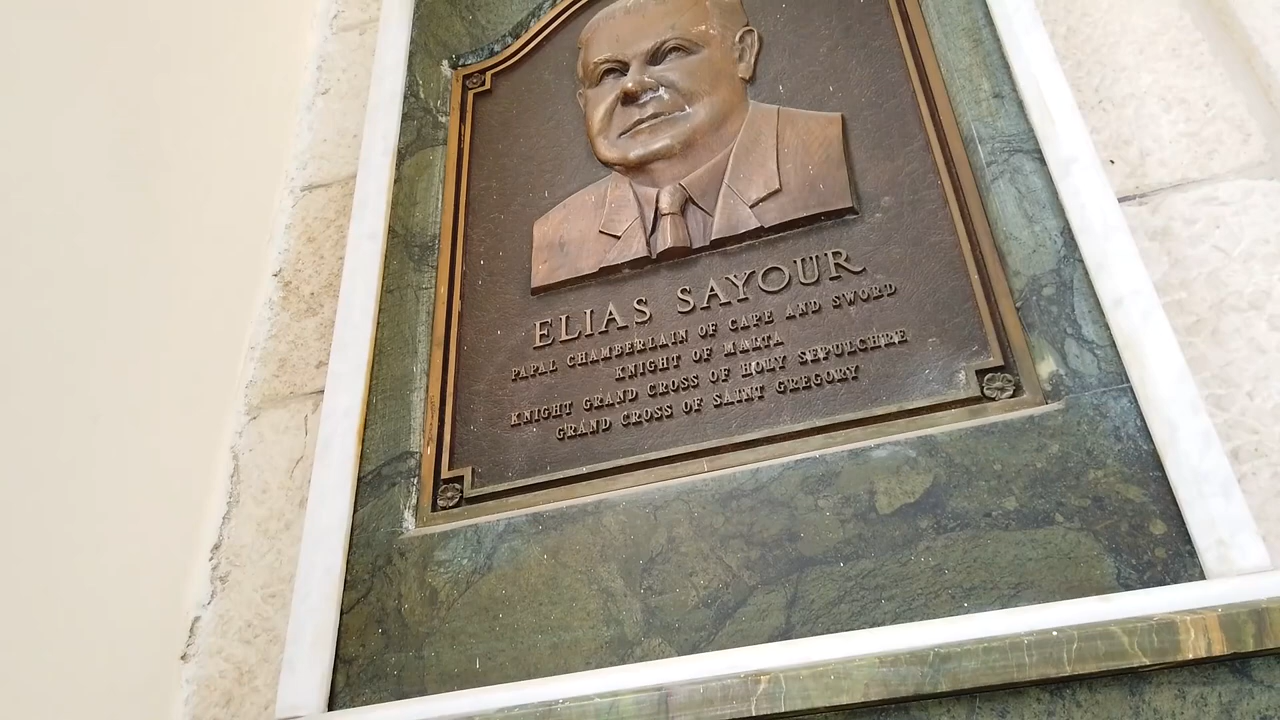 ELIAS SAYOUR
PAPAL CHAMBERLAIN OF CAPE AND SWORD
KNIGHT OF MALTA
KNIGHT GRAND CROSS OF HOLY SEPULCHRE
GRAND CROSS OF SAINT GREGORY